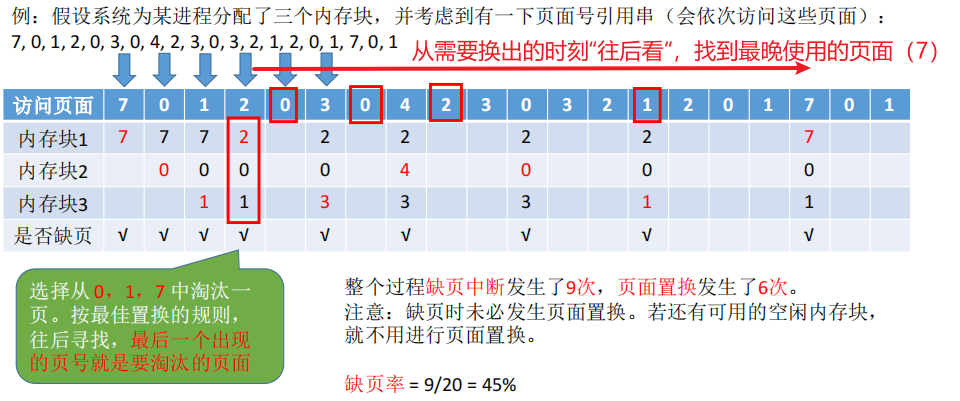 例：假设系统为某进程分配了三个内存块，并考虑到有一下页面号引用串（会依次访问这些页面）：
7, 0, 1, 2, 0, 3, 0, 4, 2, 3, 0, 3, 2, 1, 2, 0, 1, 7, 0, 1
从需要换出的时刻“往后看”，找到最晚使用的页面（7）
访问页面 7 0 1 2 0 3 0 4 2 3 0 3 2 1 2 0 1 7 0 1
内存块1 7 7 7 2 2 2 2 2 7
内存块2 0 0 0 0 4 0 0 0
内存块3 1 1 3 3 3 1 1
是否缺页 √ √ √ √ √ √ √ √ √
选择从 0，1，7 中淘汰一
页。按最佳置换的规则，
往后寻找，最后一个出现
的页号就是要淘汰的页面
整个过程缺页中断发生了9次，页面置换发生了6次。
注意：缺页时未必发生页面置换。若还有可用的空闲内存块，
就不用进行页面置换。
缺页率 = 9/20 = 45%